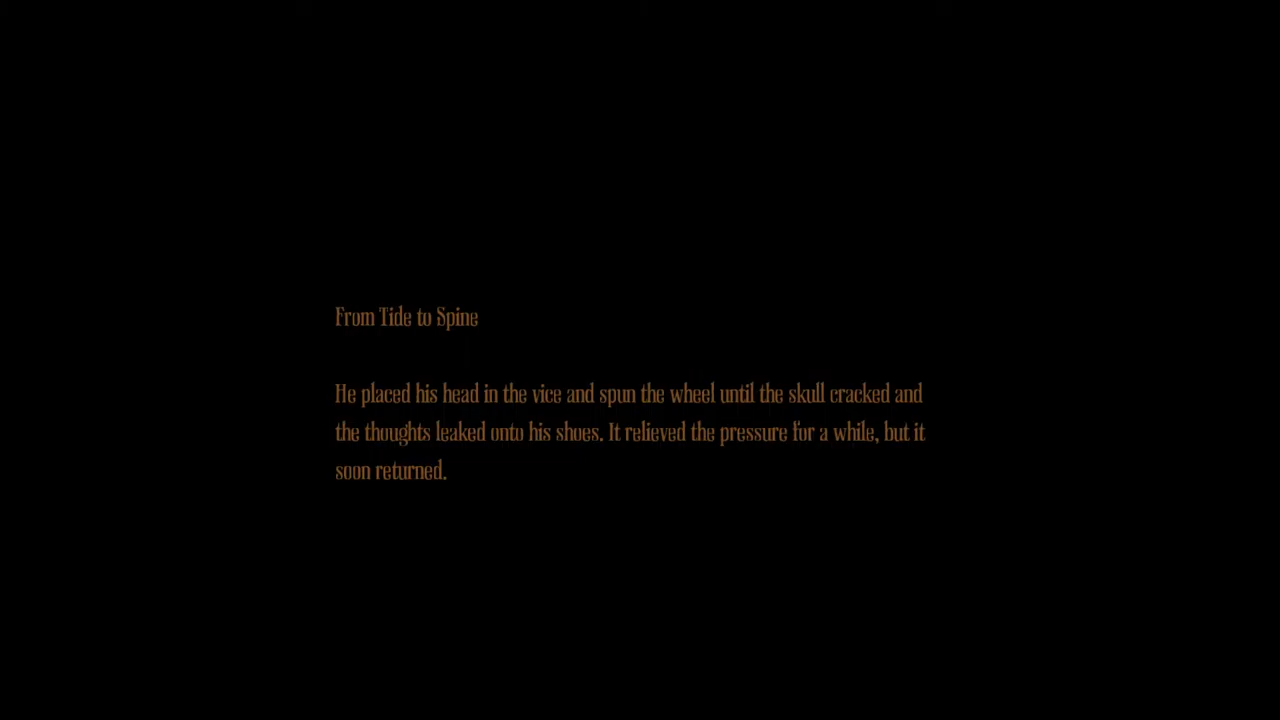 From Tide to Spine
He placed his head in the vice and spun the wheel until the skull cracked and
the thoughts leaked onto his shoes. It relieved the pressure for a while, but it
soon returned.